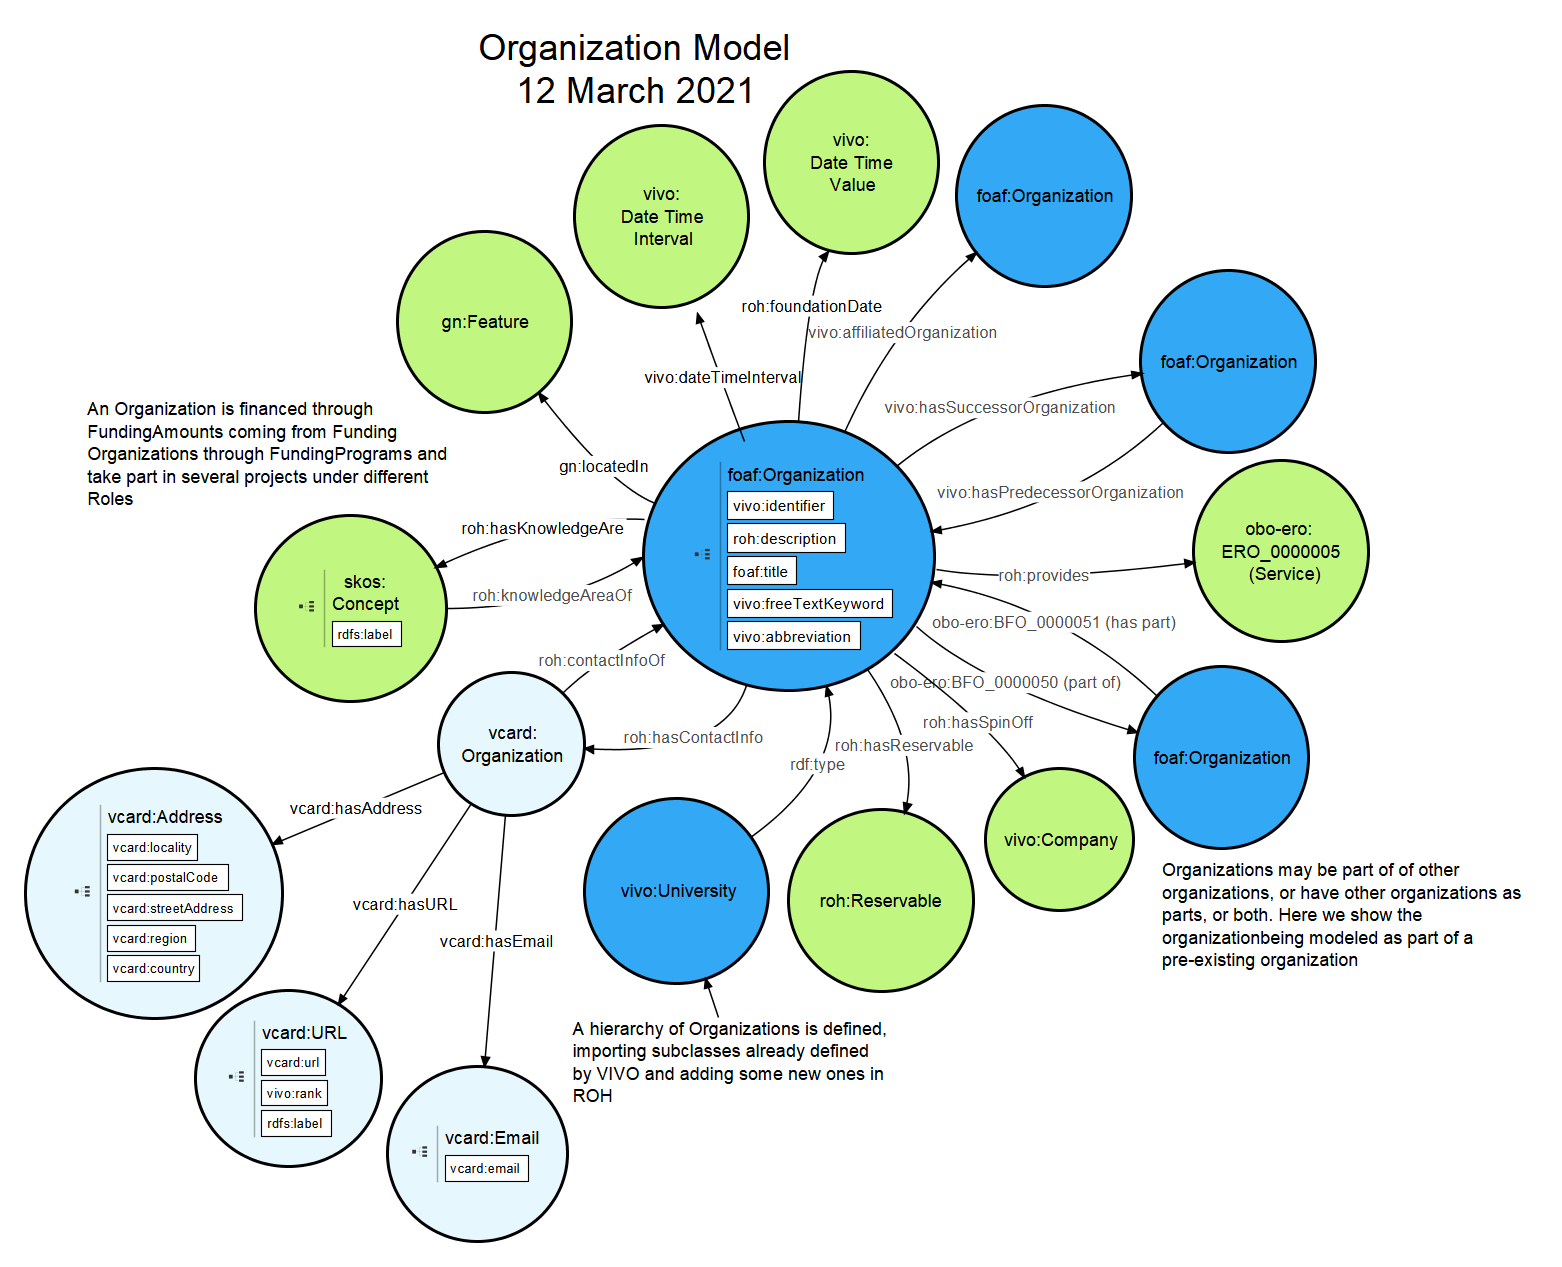 Organization Model
12 March 2021
vivo:
Date Time
Value
vivo:
Date Time
Interval
foaf:Organization
gn:Feature
foaf:Organization
roh:foundationDate
vivo:affiliatedOrganization
vivo:dateTimeInterval
vivo:hasSuccessorOrganization
An Organization is financed through
FundingAmounts coming from Funding
Organizations through FundingPrograms and
take part in several projects under different
Roles
gn:locatedIn
foaf:Organization
vivo:identifier
roh:description
foaf:title
vivo:freeTextKeyword
vivo:abbreviation
vivo:hasPredecessorOrganization
roh:hasKnowledgeAre
obo-ero:
ERO_0000005
(Service)
roh:provides
skos:
Concept
rdfs:label
roh:knowledgeAreaOf
obo-ero:BFO_0000051 (has part)
roh:contactInfoOf
obo-ero:BFO_0000050 (part of)
roh:hasSpinOff
vcard:
Organization
roh:hasContactInfo
roh:hasReservable
rdf:type
foaf:Organization
vcard:hasAddress
vcard:Address
vcard:locality
vcard:postalCode
vcard:streetAddress
vcard:region
vcard:country
vivo:Company
vivo:University
roh:Reservable
vcard:hasURL
vcard:hasEmail
Organizations may be part of of other
organizations, or have other organizations as
parts, or both. Here we show the
organizationbeing modeled as part of a
pre-existing organization
vcard:URL
vcard:url
vivo:rank
rdfs:label
A hierarchy of Organizations is defined,
importing subclasses already defined
by VIVO and adding some new ones in
ROH
vcard:Email
vcard:email